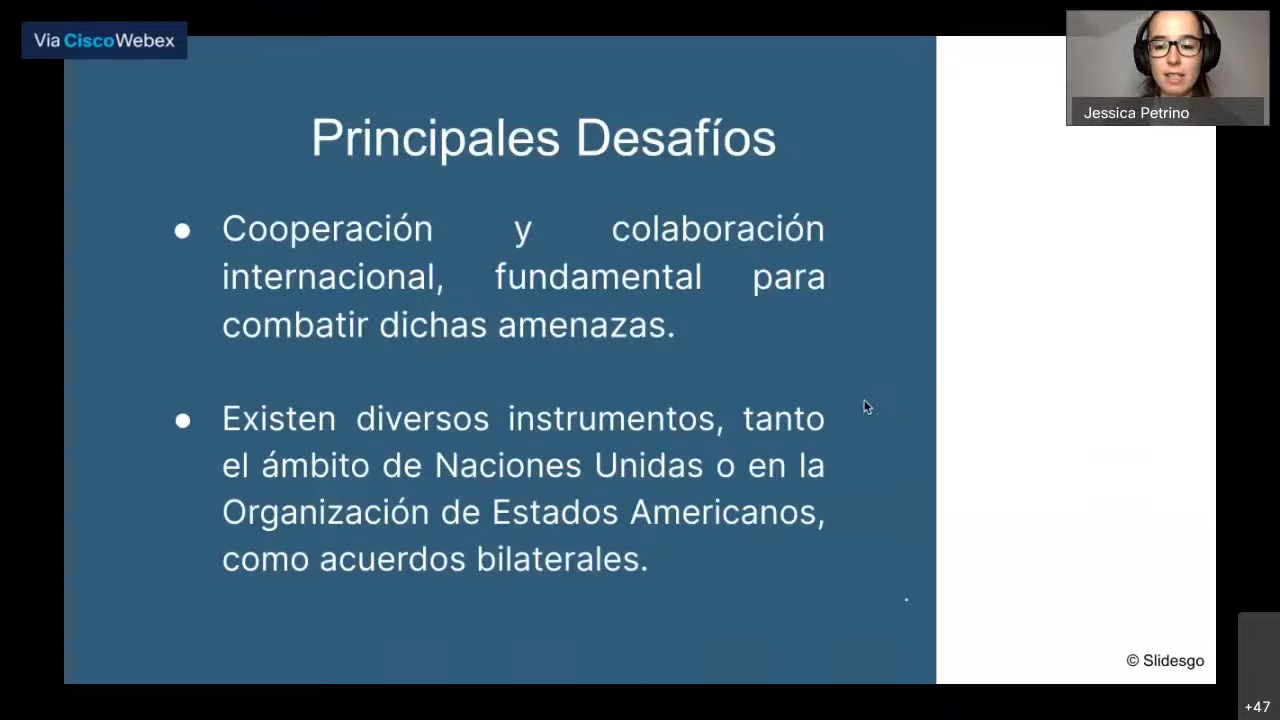 Via CiscoWebex
Jessica Petrino
Principales Desafíos
● Cooperación y colaboración
internacional, fundamental para
combatir dichas amenazas.
● Existen diversos instrumentos, tanto
el ámbito de Naciones Unidas o en la
Organización de Estados Americanos,
como acuerdos bilaterales.
.
© Slidesgo
+47